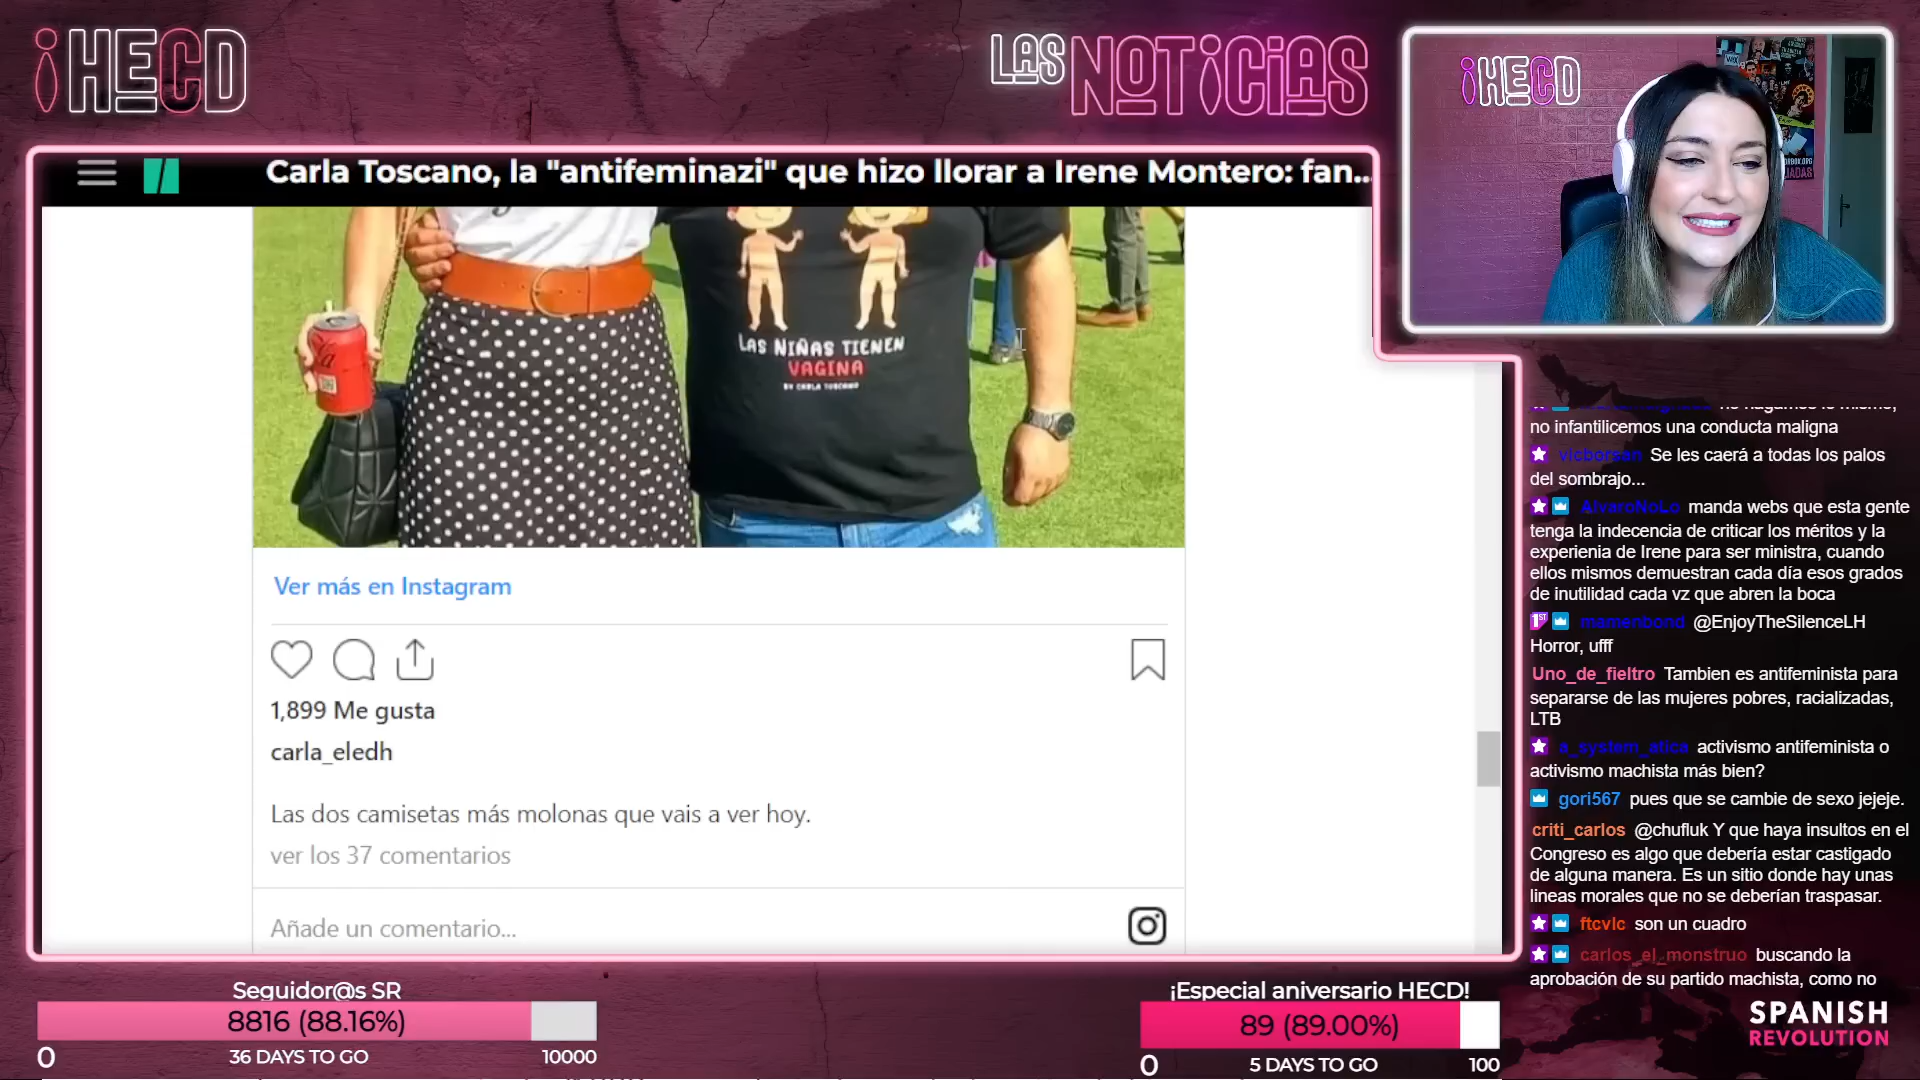 ¡HECD
LAS NOTICIAS
¡HECD
Carla Toscano, la "antifeminazi" que hizo llorar a Irene Montero: fan...
LAS NIÑAS TIENEN
VAGINA
BY CARLA TOSCANO
Ver más en Instagram
1,899 Me gusta
carla_eledh
Las dos camisetas más molonas que vais a ver hoy.
ver los 37 comentarios
Añade un comentario...
no infantilicemos una conducta maligna
vicborsan Se les caerá a todas los palos
del sombrajo...
AlvaroNoLo manda webs que esta gente
tenga la indecencia de criticar los méritos y la
experienia de Irene para ser ministra, cuando
ellos mismos demuestran cada día esos grados
de inutilidad cada vz que abren la boca
mamenbond @EnjoyTheSilenceLH
Horror, ufff
Uno_de_fieltro Tambien es antifeminista para
separarse de las mujeres pobres, racializadas,
LTB
a_system_atica activismo antifeminista o
activismo machista más bien?
gori567 pues que se cambie de sexo jejeje.
criti_carlos @chufluk Y que haya insultos en el
Congreso es algo que debería estar castigado
de alguna manera. Es un sitio donde hay unas
lineas morales que no se deberían traspasar.
ftcvlc son un cuadro
carlos_el_monstruo buscando la
aprobación de su partido machista, como no
Seguidor@s SR
8816 (88.16%)
0 36 DAYS TO GO 10000
¡Especial aniversario HECD!
89 (89.00%)
0 5 DAYS TO GO 100
SPANISH
REVOLUTION